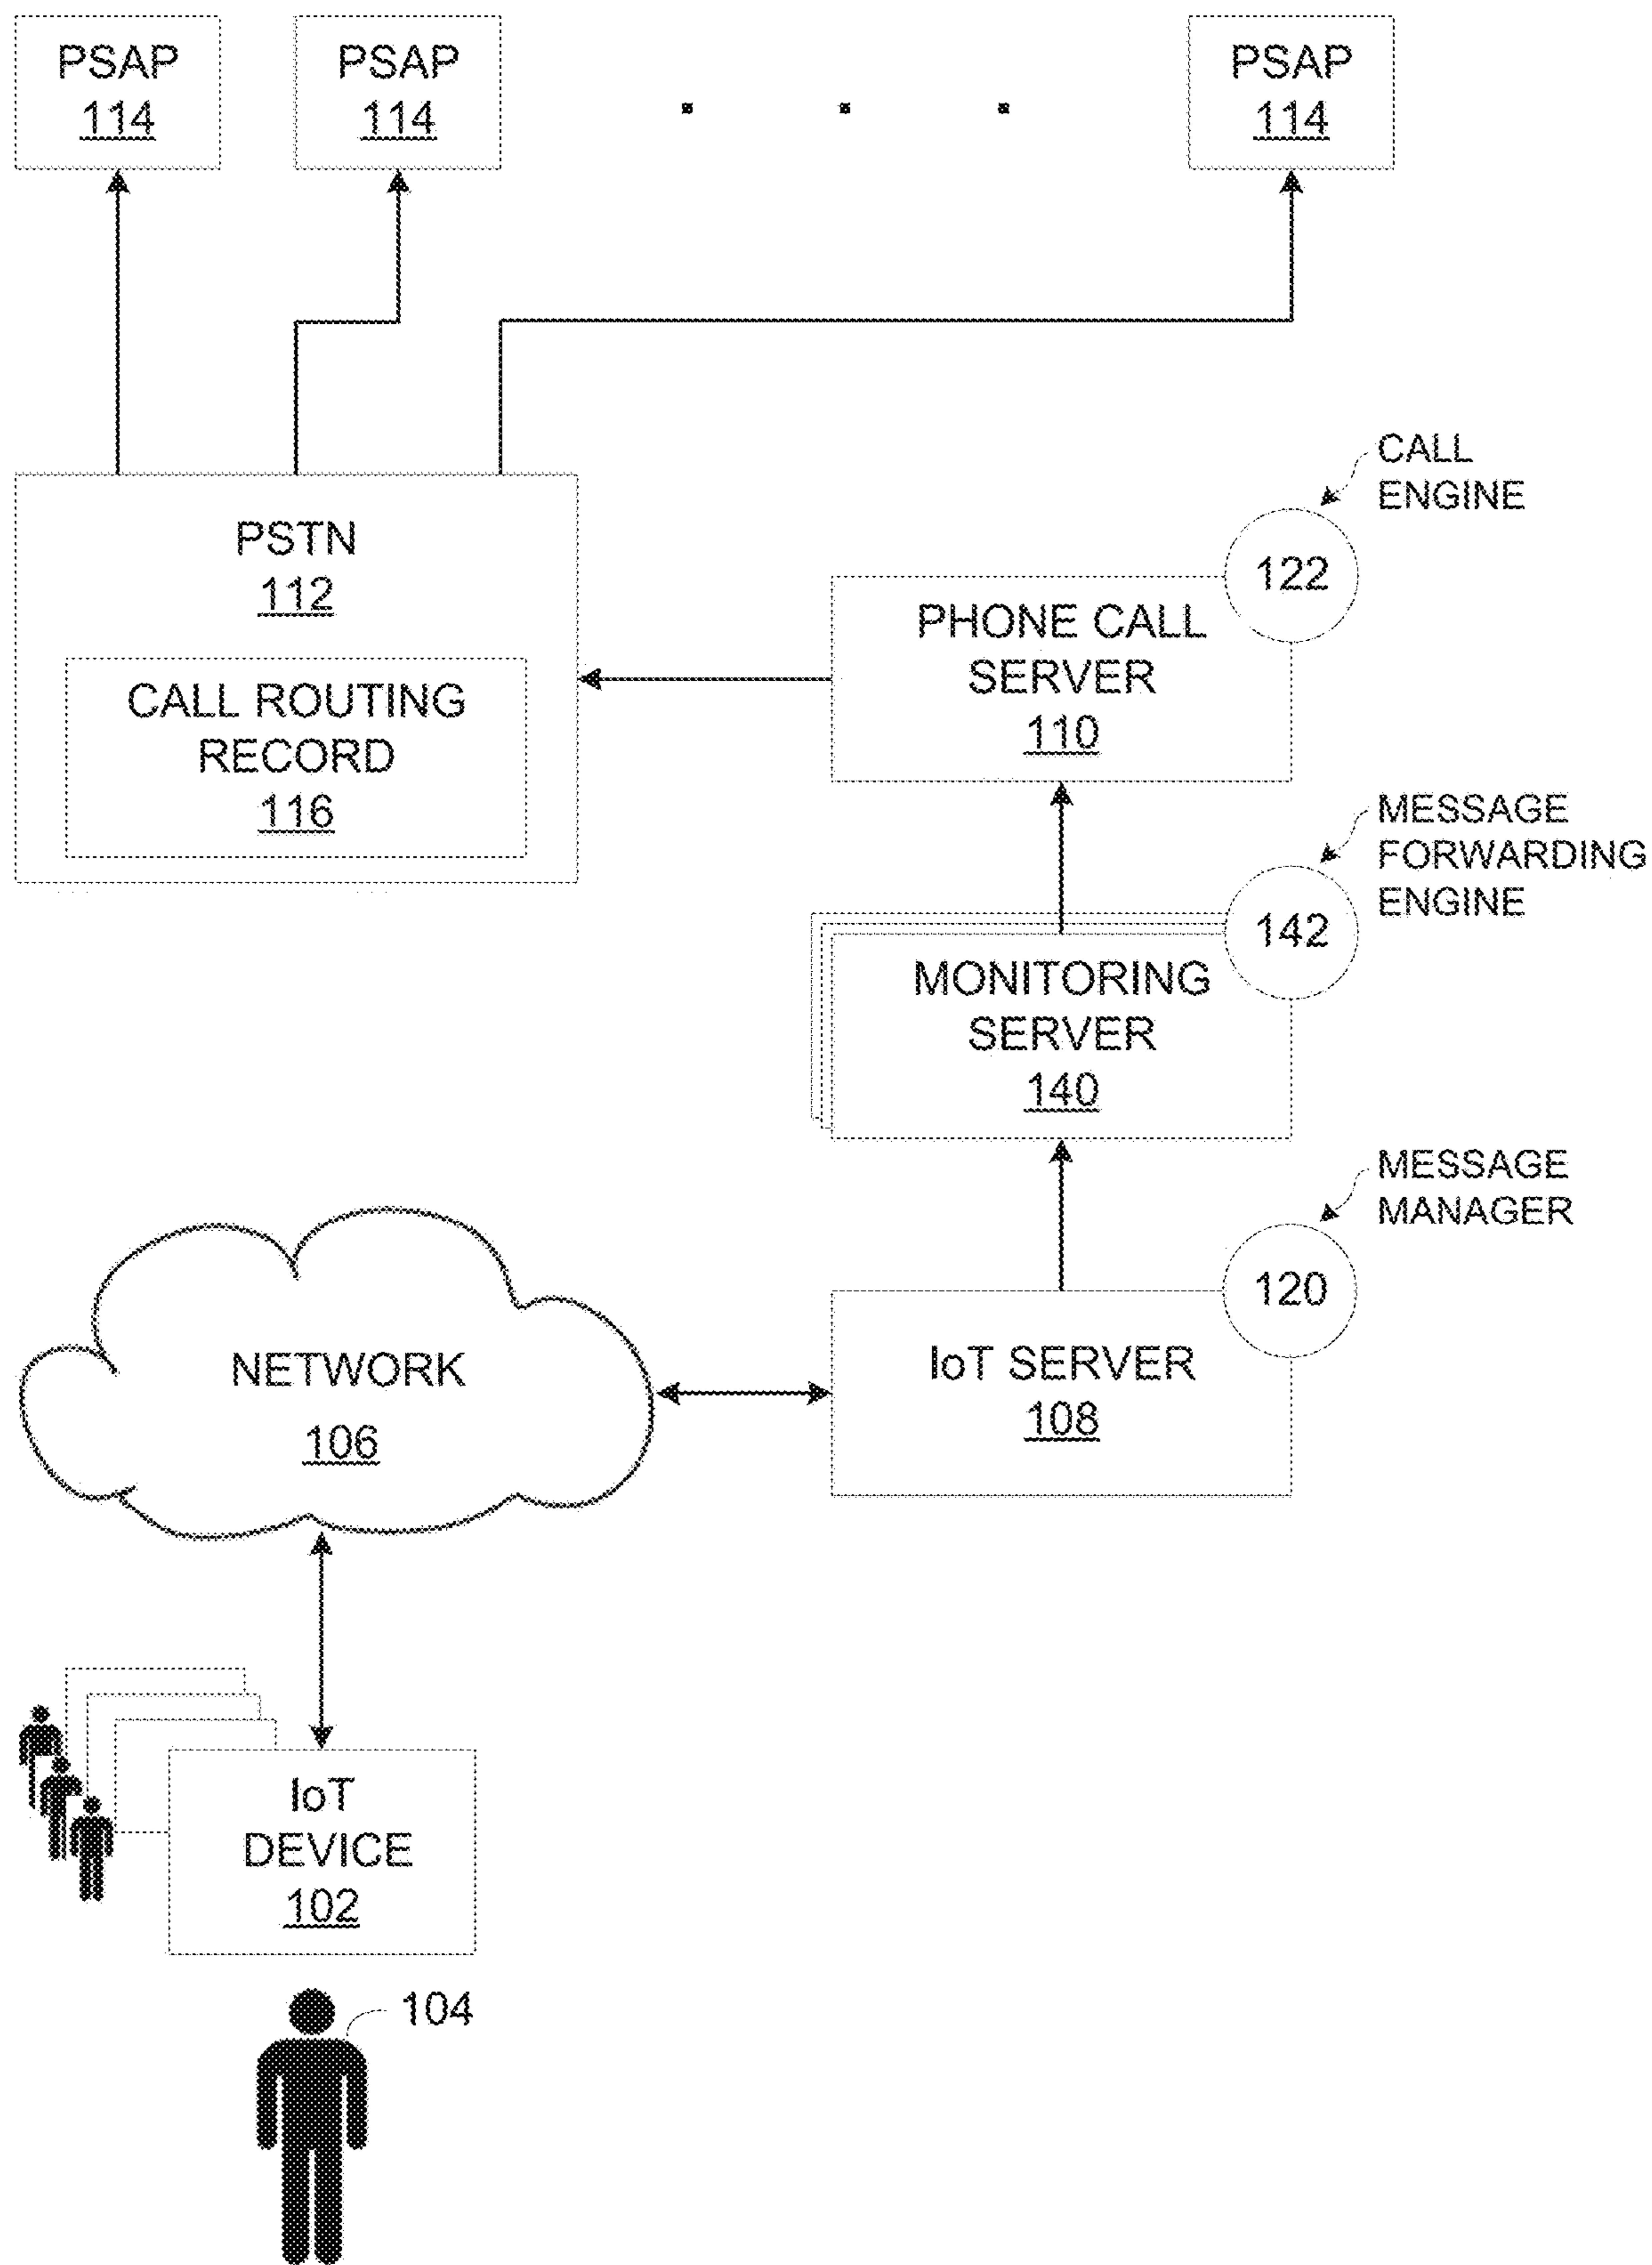 PSAP
114
PSAP
114
PSAP
114
CALL
ENGINE
122
PSTN
112
CALL ROUTING
RECORD
116
PHONE CALL
SERVER
110
MESSAGE
FORWARDING
ENGINE
142
MONITORING
SERVER
140
MESSAGE
MANAGER
120
IoT SERVER
108
NETWORK
106
IoT
DEVICE
102
104